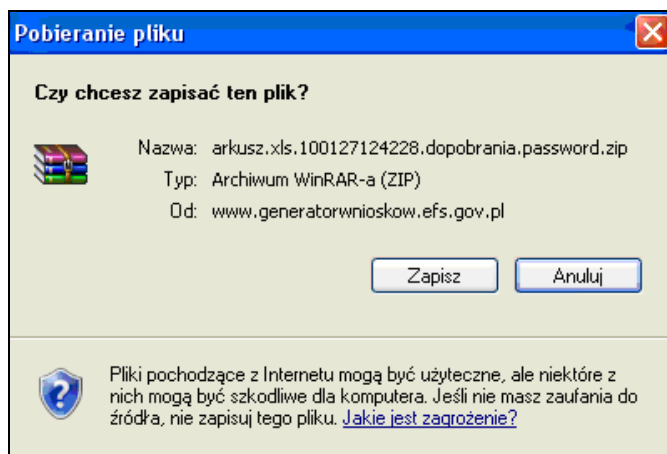 Pobieranie pliku
Czy chcesz zapisać ten plik?
Nazwa: arkusz.xls.100127124228.dopobrania.password.zip
Typ: Archiwum WinRAR-a (ZIP)
Od: www.generatorwnioskow.efs.gov.pl
Zapisz Anuluj
Pliki pochodzące z Internetu mogą być użyteczne, ale niektóre z
nich mogą być szkodliwe dla komputera. Jeśli nie masz zaufania do
źródła, nie zapisuj tego pliku. Jakie jest zagrożenie?